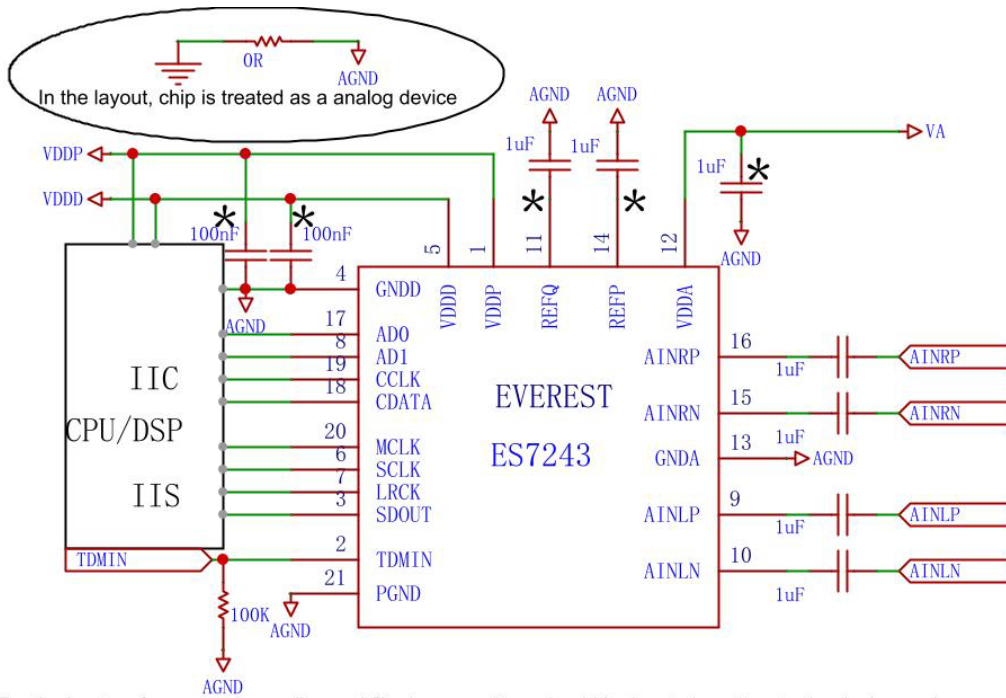 0R
AGND
In the layout, chip is treated as a analog device
AGND
AGND
VDDP
1uF
1uF
1uF
*
VA
VDDD
*
100nF
*
100nF
*
*
AGND
5
1
11
14
12
4
GNDD
VDDD
VDDP
REFQ
REFP
VDDA
AGND
17
AD0
8
AD1
19
CCLK
18
CDATA
IIC
CPU/DSP
IIS
EVEREST
ES7243
20
MCLK
6
SCLK
7
LRCK
3
SDOUT
16
AINRP
1uF
AINRP
15
AINRN
1uF
AINRN
13
GNDA
AGND
9
AINLP
1uF
AINLP
10
AINLN
1uF
AINLN
TDMIN
2
TDMIN
21
PGND
AGND
100K
AGND